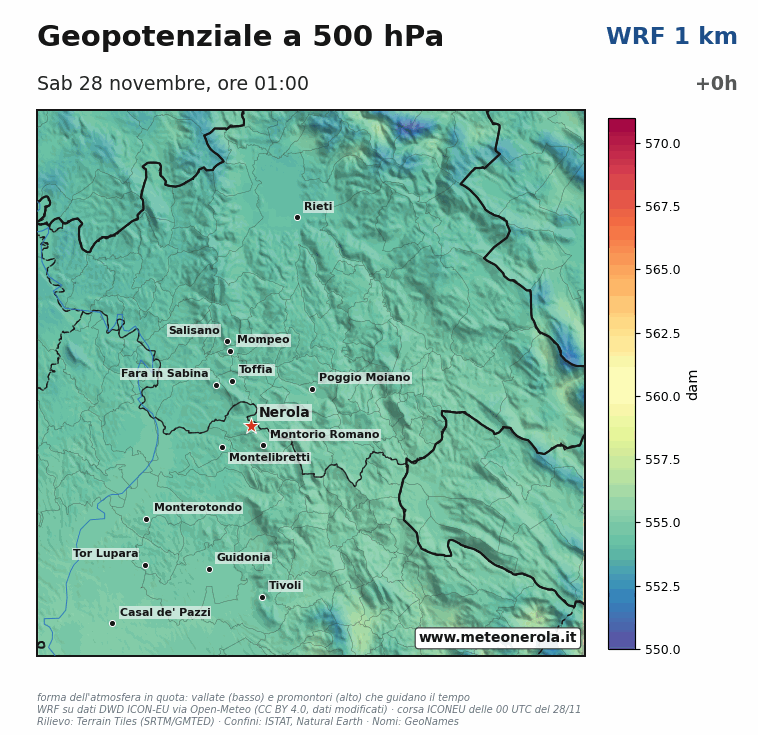 Geopotenziale a 500 hPa
WRF 1 km
Sab 28 novembre, ore 01:00
+0h
Rieti
Salisano
Mompeo
Toffia
Fara in Sabina
Poggio Moiano
Nerola
Montorio Romano
Montelibretti
Monterotondo
Tor Lupara
Guidonia
Tivoli
Casal de' Pazzi
www.meteonerola.it
570.0
567.5
565.0
562.5
560.0
557.5
555.0
552.5
550.0
dam
forma dell'atmosfera in quota: vallate (basso) e promontori (alto) che guidano il tempo
WRF su dati DWD ICON-EU via Open-Meteo (CC BY 4.0, dati modificati) · corsa ICONEU delle 00 UTC del 28/11
Rilievo: Terrain Tiles (SRTM/GMTED) · Confini: ISTAT, Natural Earth · Nomi: GeoNames